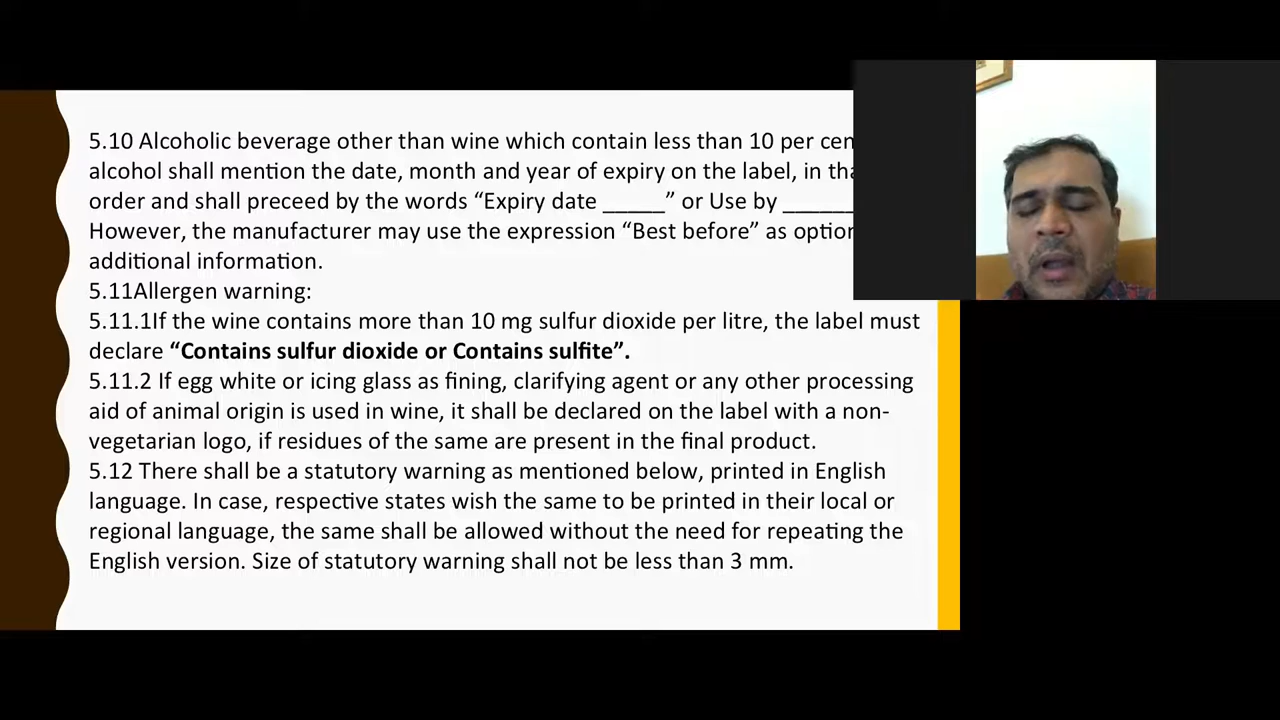 5.10 Alcoholic beverage other than wine which contain less than 10 per cen
alcohol shall mention the date, month and year of expiry on the label, in tha
order and shall preceed by the words “Expiry date _____” or Use by ______
However, the manufacturer may use the expression “Best before” as option
additional information.
5.11Allergen warning:
5.11.1If the wine contains more than 10 mg sulfur dioxide per litre, the label must
declare “Contains sulfur dioxide or Contains sulfite”.
5.11.2 If egg white or icing glass as fining, clarifying agent or any other processing
aid of animal origin is used in wine, it shall be declared on the label with a non-
vegetarian logo, if residues of the same are present in the final product.
5.12 There shall be a statutory warning as mentioned below, printed in English
language. In case, respective states wish the same to be printed in their local or
regional language, the same shall be allowed without the need for repeating the
English version. Size of statutory warning shall not be less than 3 mm.